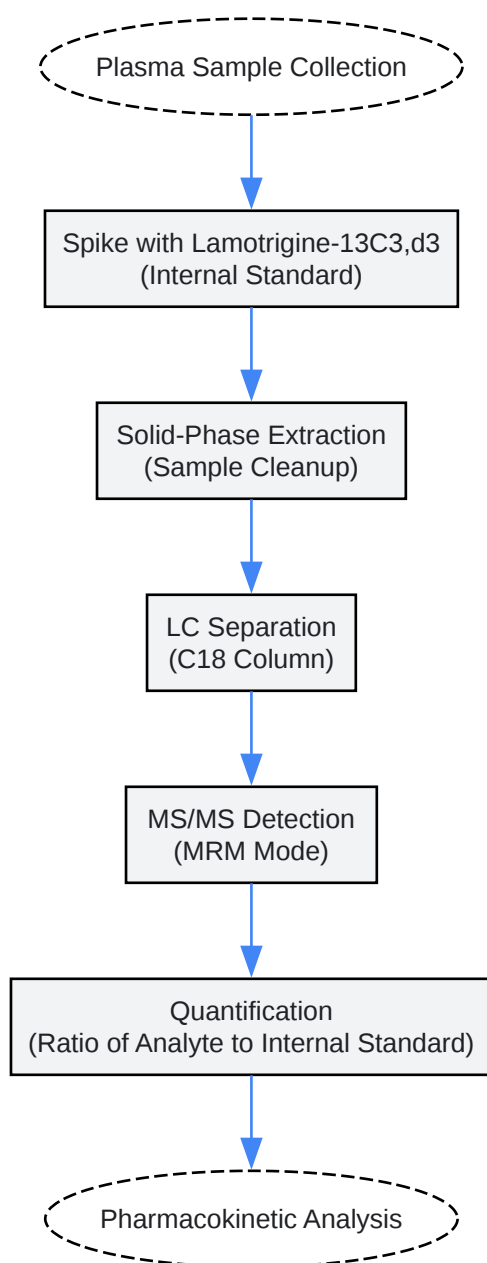 Plasma Sample Collection
Spike with Lamotrigine-13C3,d3
(Internal Standard)
Solid-Phase Extraction
(Sample Cleanup)
LC Separation
(C18 Column)
MS/MS Detection
(MRM Mode)
Quantification
(Ratio of Analyte to Internal Standard)
Pharmacokinetic Analysis